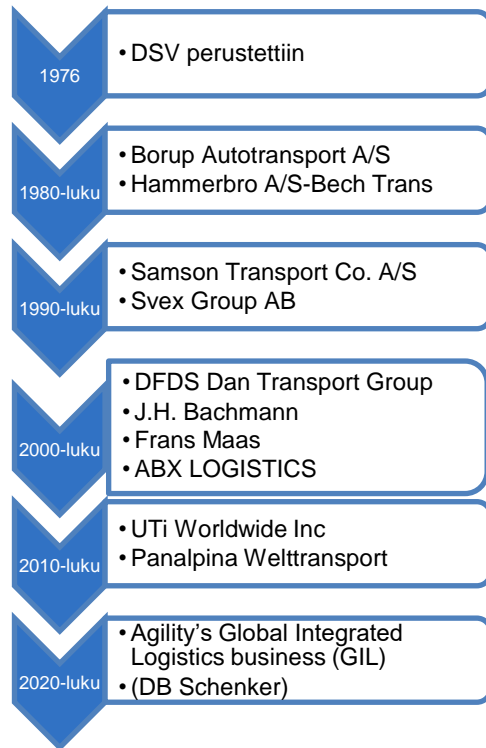 1976
• DSV perustettiin
1980-luku
• Borup Autotransport A/S
• Hammerbro A/S-Bech Trans
1990-luku
• Samson Transport Co. A/S
• Svex Group AB
2000-luku
• DFDS Dan Transport Group
• J.H. Bachmann
• Frans Maas
• ABX LOGISTICS
2010-luku
• UTi Worldwide Inc
• Panalpina Welttransport
2020-luku
• Agility’s Global Integrated
Logistics business (GIL)
• (DB Schenker)